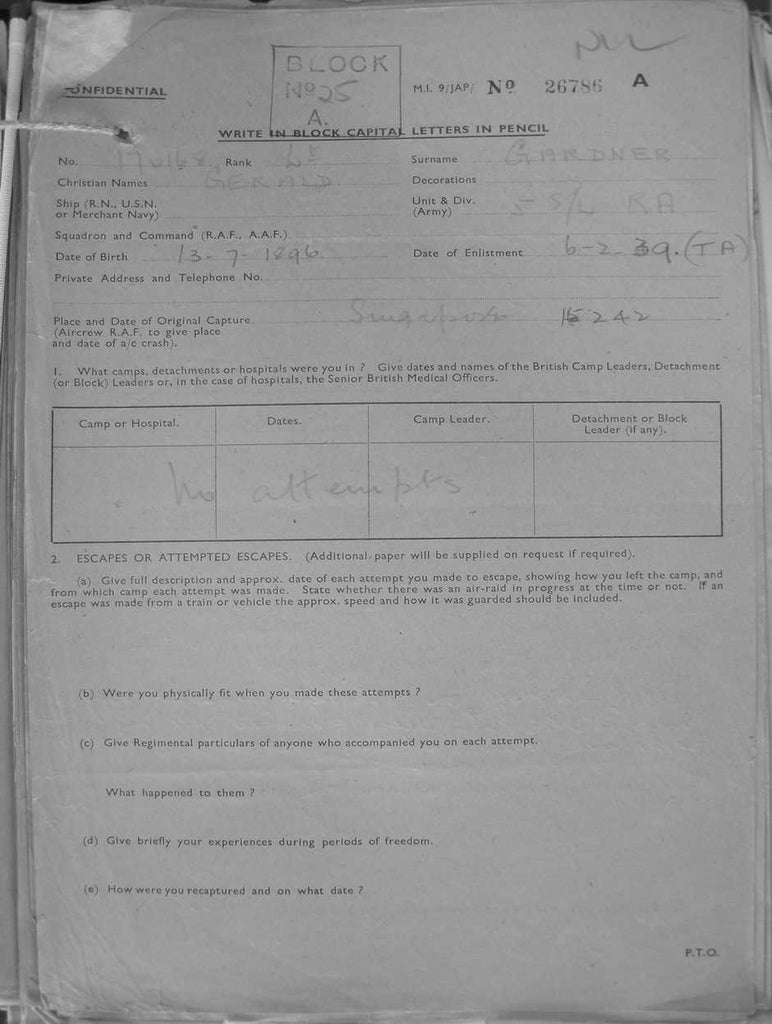 NIL
BLOCK
No 25
A.
CONFIDENTIAL
M.I. 9/JAP/ No 26786 A
WRITE IN BLOCK CAPITAL LETTERS IN PENCIL
No. 170168 Rank Lt Surname GARDNER
Christian Names GERALD. Decorations
Ship (R.N., U.S.N. or Merchant Navy) Unit & Div. (Army) 5 S/L RA
Squadron and Command (R.A.F., A.A.F.)
Date of Birth 13-7-1896 Date of Enlistment 6-2-39. (TA)
Private Address and Telephone No.
Place and Date of Original Capture Singapore 15 2 42
(Aircrew R.A.F. to give place
and date of a/c crash).
1. What camps, detachments or hospitals were you in ? Give dates and names of the British Camp Leaders, Detachment
(or Block) Leaders or, in the case of hospitals, the Senior British Medical Officers.
Camp or Hospital. Dates. Camp Leader. Detachment or Block Leader (if any).
No attempts
2. ESCAPES OR ATTEMPTED ESCAPES. (Additional paper will be supplied on request if required).
(a) Give full description and approx. date of each attempt you made to escape, showing how you left the camp, and
from which camp each attempt was made. State whether there was an air-raid in progress at the time or not. If an
escape was made from a train or vehicle the approx. speed and how it was guarded should be included.
(b) Were you physically fit when you made these attempts ?
(c) Give Regimental particulars of anyone who accompanied you on each attempt.
What happened to them ?
(d) Give briefly your experiences during periods of freedom.
(e) How were you recaptured and on what date ?
P.T.O.